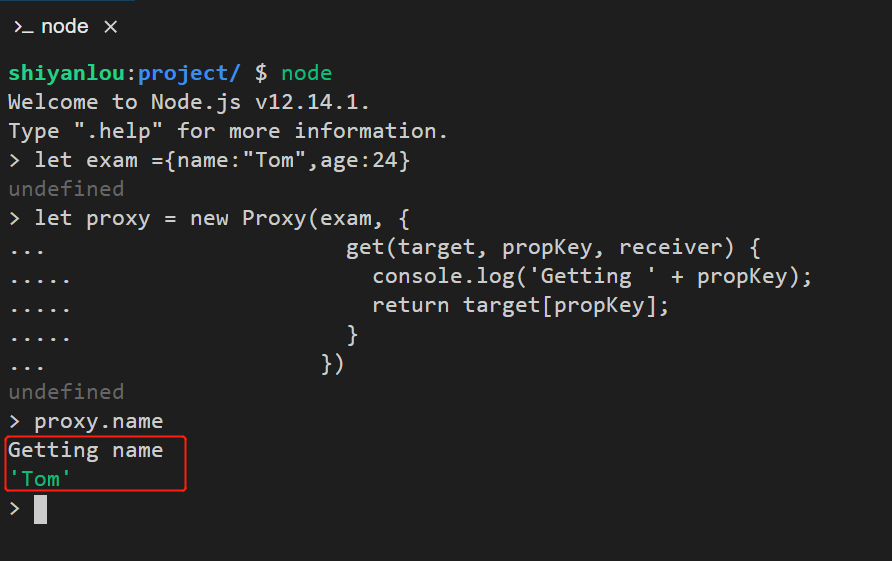 >_ node ×
shiyanlou:project/ $ node
Welcome to Node.js v12.14.1.
Type ".help" for more information.
> let exam ={name:"Tom",age:24}
undefined
> let proxy = new Proxy(exam, {
...                                   get(target, propKey, receiver) {
.....                                   console.log('Getting ' + propKey);
.....                                   return target[propKey];
.....                                 }
...                                 })
undefined
> proxy.name
Getting name
'Tom'
>